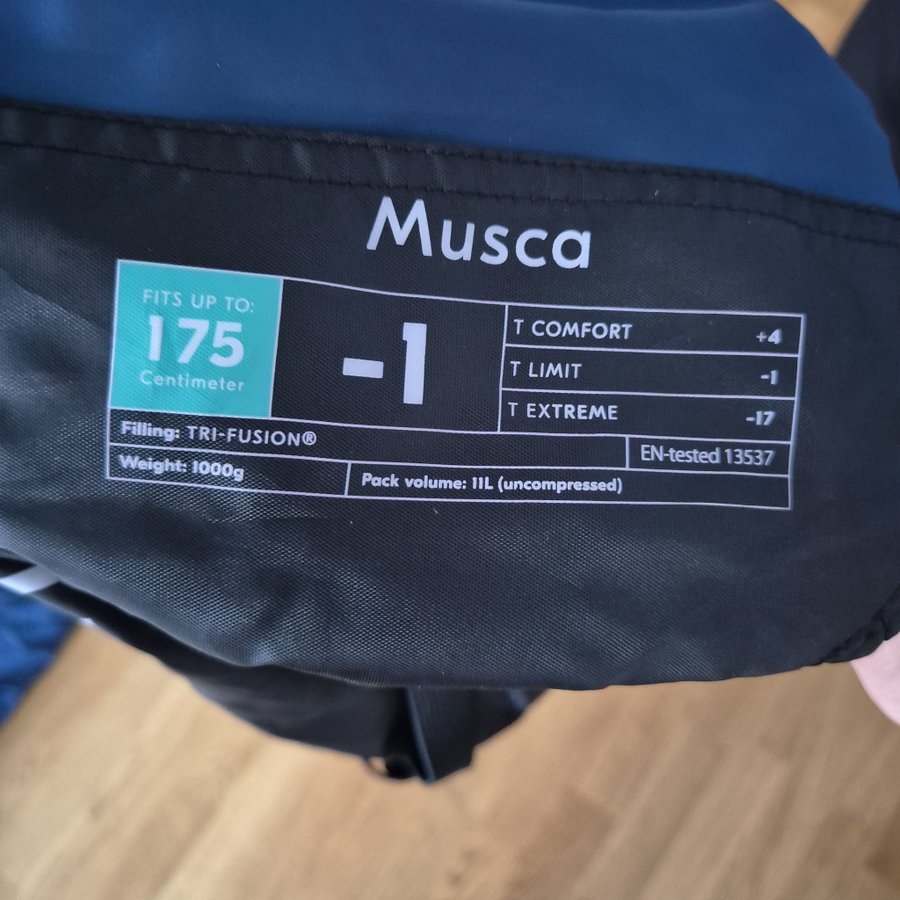 Musca
FITS UP TO:
175
Centimeter
-1
T COMFORT +4
T LIMIT -1
T EXTREME -17
Filling: TRI-FUSION®
EN-tested 13537
Weight: 1000g
Pack volume: 11L (uncompressed)